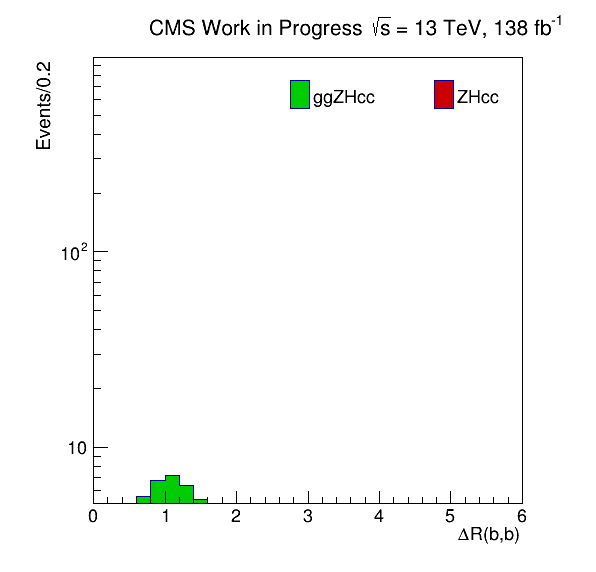 CMS Work in Progress √s = 13 TeV, 138 fb⁻¹
Events/0.2
ggZHcc ZHcc
10²
10
0 1 2 3 4 5 6
ΔR(b,b)